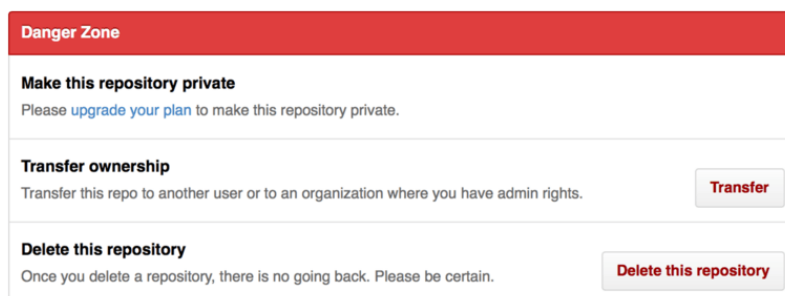 Danger Zone
Make this repository private
Please upgrade your plan to make this repository private.
Transfer ownership
Transfer this repo to another user or to an organization where you have admin rights.
Transfer
Delete this repository
Once you delete a repository, there is no going back. Please be certain.
Delete this repository